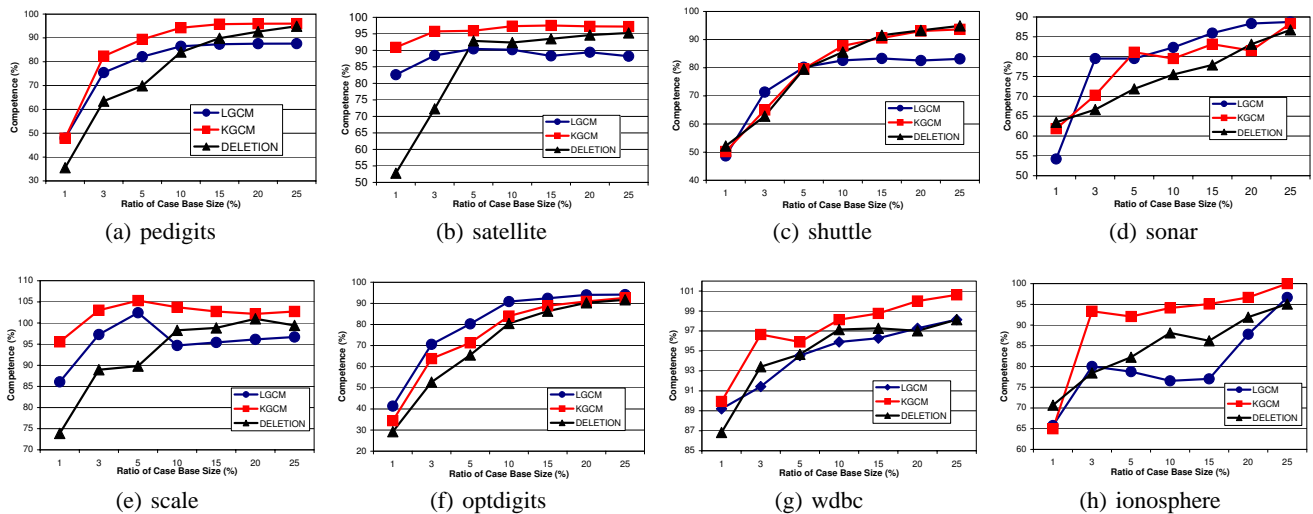 Competence (%)
100
90
80
70
60
50
40
30
1 3 5 10 15 20 25
Ratio of Case Base Size (%)
LGCM
KGCM
DELETION
(a) pedigits
Competence (%)
100
95
90
85
80
75
70
65
60
55
50
1 3 5 10 15 20 25
Ratio of Case Base Size (%)
LGCM
KGCM
DELETION
(b) satellite
Competence (%)
100
90
80
70
60
50
40
1 3 5 10 15 20 25
Ratio of Case Base Size (%)
LGCM
KGCM
DELETION
(c) shuttle
Competence (%)
90
85
80
75
70
65
60
55
50
1 3 5 10 15 20 25
Ratio of Case Base Size (%)
LGCM
KGCM
DELETION
(d) sonar
Competence (%)
110
105
100
95
90
85
80
75
70
1 3 5 10 15 20 25
Ratio of Case Base Size (%)
LGCM
KGCM
DELETION
(e) scale
Competence (%)
100
90
80
70
60
50
40
30
20
1 3 5 10 15 20 25
Ratio of Case Base Size (%)
LGCM
KGCM
DELETION
(f) optdigits
Competence (%)
101
99
97
95
93
91
89
87
85
1 3 5 10 15 20 25
Ratio of Case Base Size (%)
LGCM
KGCM
DELETION
(g) wdbc
Competence (%)
100
95
90
85
80
75
70
65
60
1 3 5 10 15 20 25
Ratio of Case Base Size (%)
LGCM
KGCM
DELETION
(h) ionosphere